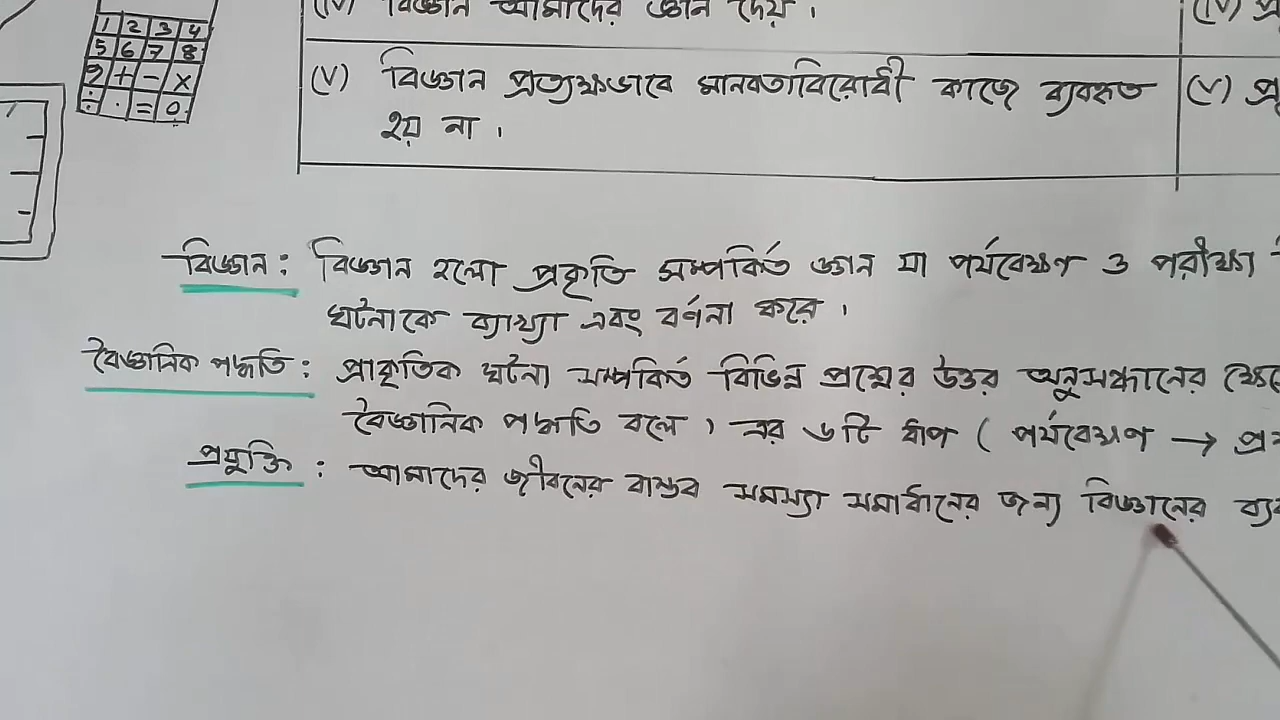 1 2 3 4
5 6 7 8
9 + - x
÷ . = 0
(IV) বিজ্ঞান আমাদের জ্ঞান দেয়।
(IV)
(V) বিজ্ঞান প্রত্যক্ষভাবে মানবতাবিরোধী কাজে ব্যবহৃত
হয় না।
(V)
বিজ্ঞান: বিজ্ঞান হলো প্রকৃতি সম্পর্কিত জ্ঞান যা পর্যবেক্ষণ ও পরীক্ষা
ঘটনাকে ব্যাখ্যা এবং বর্ণনা করে।
বৈজ্ঞানিক পদ্ধতি: প্রাকৃতিক ঘটনা সম্পর্কিত বিভিন্ন প্রশ্নের উত্তর অনুসন্ধানের
বৈজ্ঞানিক পদ্ধতি বলে। এর ৬টি ধাপ (পর্যবেক্ষণ →
প্রযুক্তি: আমাদের জীবনের বাস্তব সমস্যা সমাধানের জন্য বিজ্ঞানের